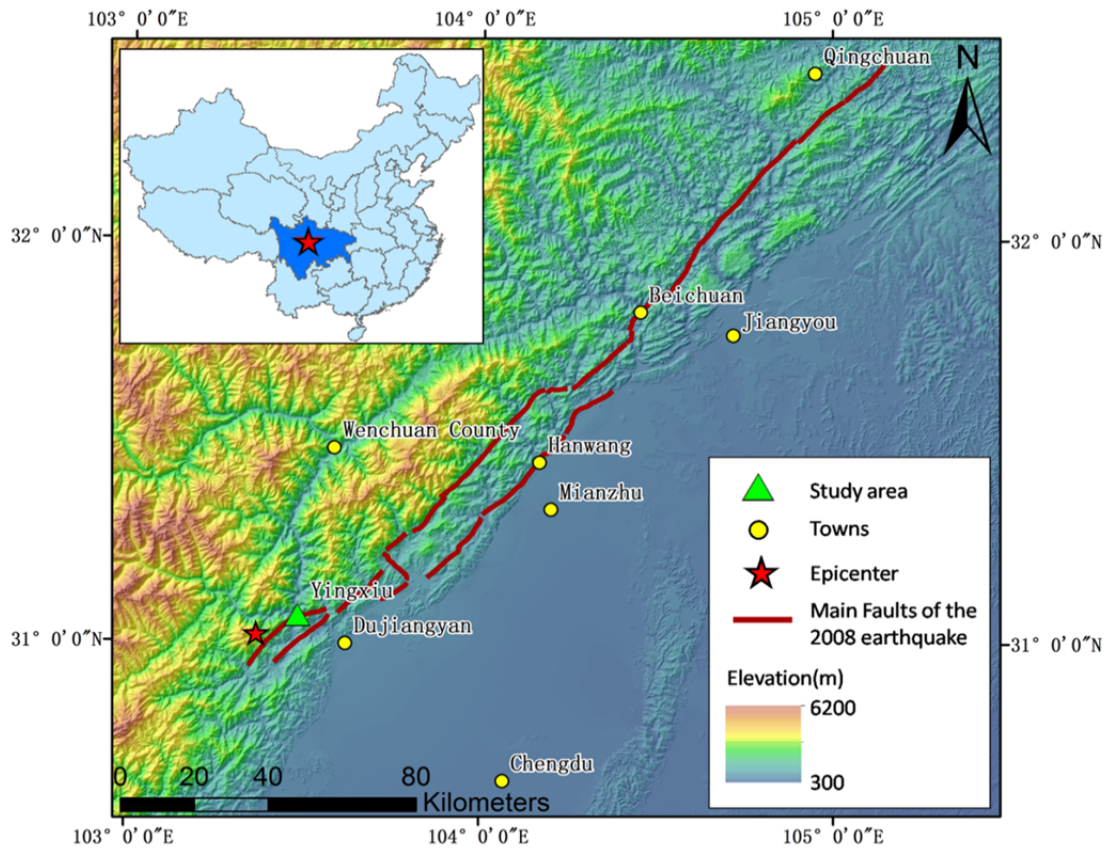 103° 0′0″E
104° 0′0″E
105° 0′0″E
Qingchuan
N
32° 0′0″N
32° 0′0″N
Beichuan
Jiangyou
Wenchuan County
Hanwang
Mianzhu
Study area
Towns
Yingxiu
Epicenter
Dujiangyan
Main Faults of the
2008 earthquake
31° 0′0″N
31° 0′0″N
Elevation(m)
6200
300
Chengdu
0 20 40 80
Kilometers
103° 0′0″E
104° 0′0″E
105° 0′0″E